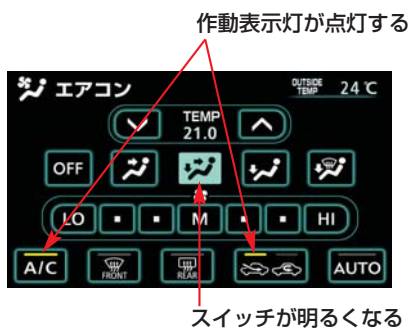 作動表示灯が点灯する
エアコン OUTSIDE TEMP 24℃
TEMP
21.0
OFF
LO M HI
A/C FRONT REAR AUTO
スイッチが明るくなる